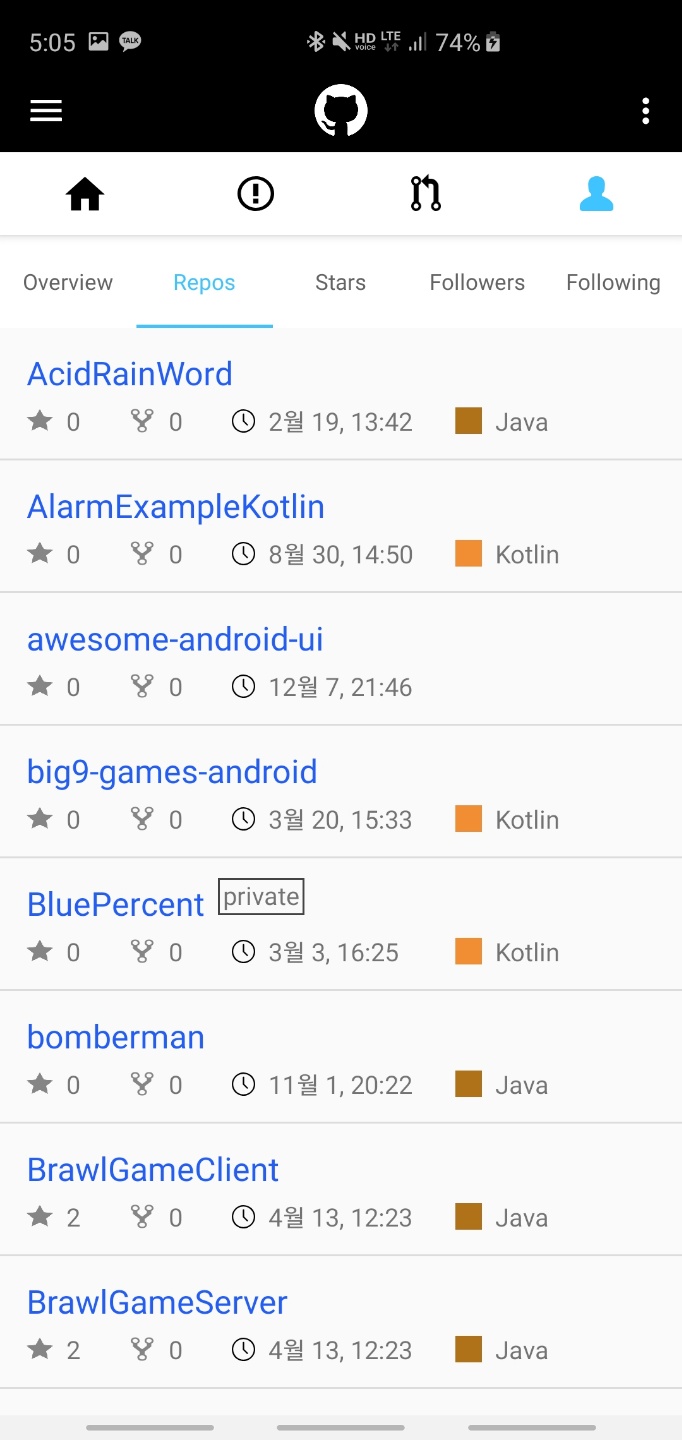 5:05 TALK HD voice LTE 74%
Overview Repos Stars Followers Following
AcidRainWord
0 0 2월 19, 13:42 Java
AlarmExampleKotlin
0 0 8월 30, 14:50 Kotlin
awesome-android-ui
0 0 12월 7, 21:46
big9-games-android
0 0 3월 20, 15:33 Kotlin
BluePercent private
0 0 3월 3, 16:25 Kotlin
bomberman
0 0 11월 1, 20:22 Java
BrawlGameClient
2 0 4월 13, 12:23 Java
BrawlGameServer
2 0 4월 13, 12:23 Java